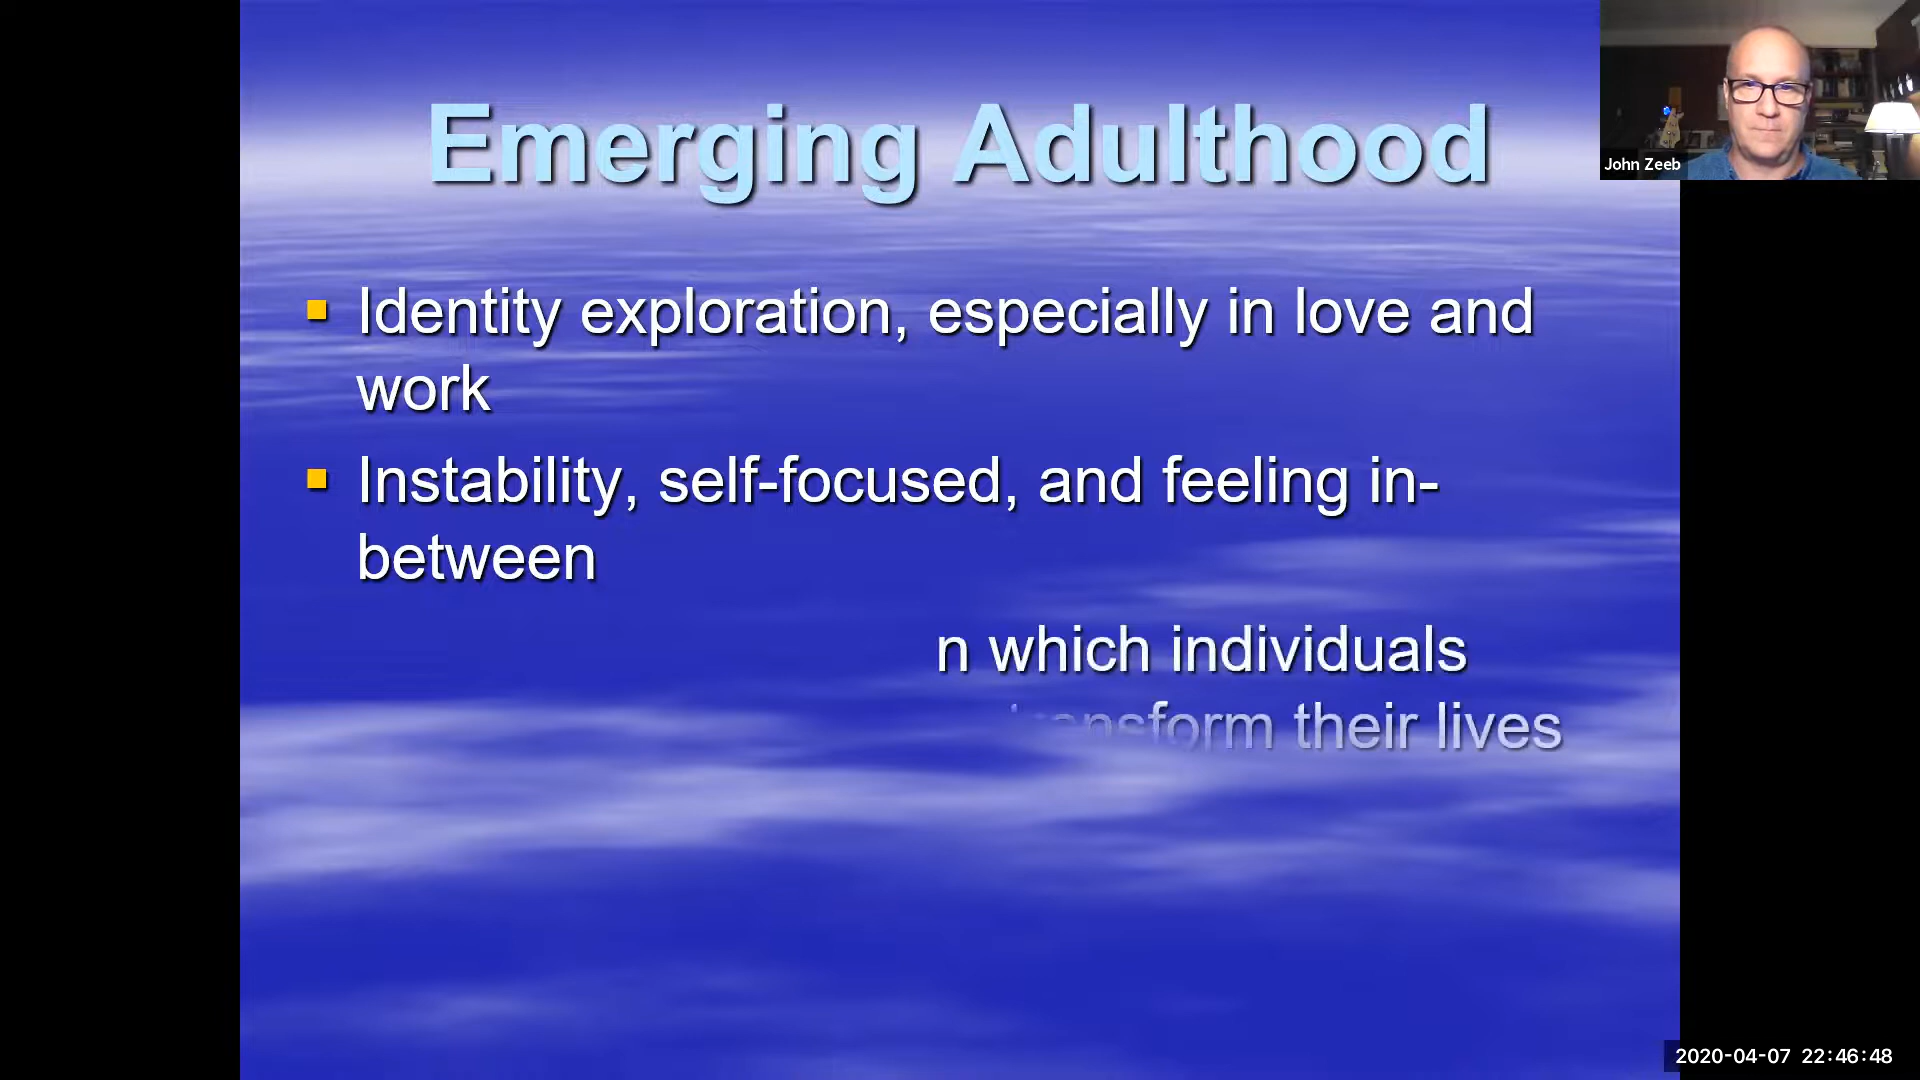 Emerging Adulthood
John Zeeb
Identity exploration, especially in love and
work
Instability, self-focused, and feeling in-
between
n which individuals
transform their lives
2020-04-07 22:46:48